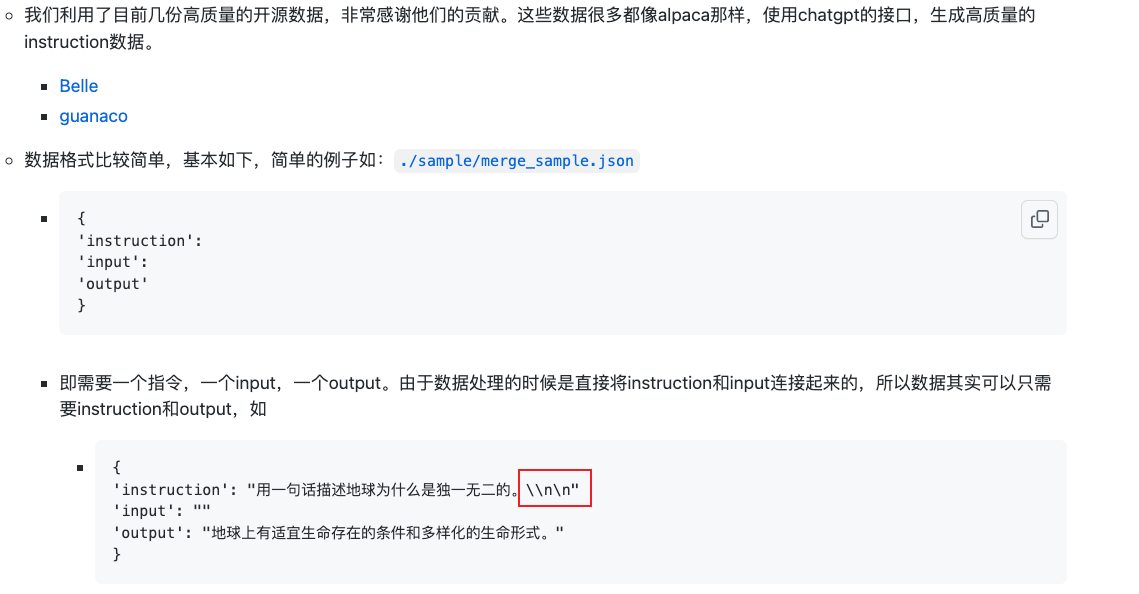 我们利用了目前几份高质量的开源数据，非常感谢他们的贡献。这些数据很多都像alpaca那样，使用chatgpt的接口，生成高质量的
instruction数据。
Belle
guanaco
数据格式比较简单，基本如下，简单的例子如： ./sample/merge_sample.json
{
'instruction':
'input':
'output'
}
即需要一个指令，一个input，一个output。由于数据处理的时候是直接将instruction和input连接起来的，所以数据其实可以只需
要instruction和output，如
{
'instruction': "用一句话描述地球为什么是独一无二的。\\n\n"
'input': ""
'output': "地球上有适宜生命存在的条件和多样化的生命形式。"
}